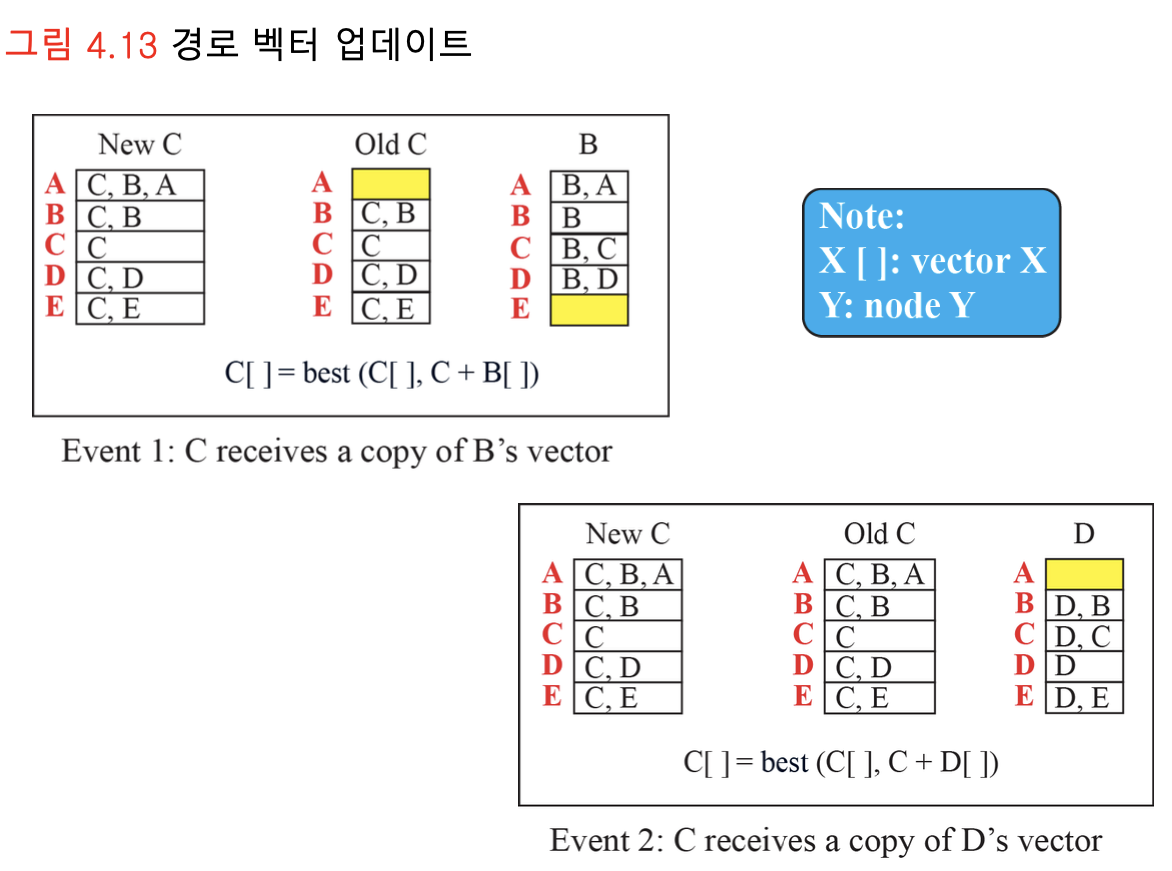 그림 4.13 경로 벡터 업데이트
New C Old C B
A C, B, A A A B, A
B C, B B C, B B B
C C C C C B, C
D C, D D C, D D B, D
E C, E E C, E E
C[ ] = best (C[ ], C + B[ ])
Event 1: C receives a copy of B’s vector
Note:
X [ ]: vector X
Y: node Y
New C Old C D
A C, B, A A C, B, A A
B C, B B C, B B D, B
C C C C C D, C
D C, D D C, D D D
E C, E E C, E E D, E
C[ ] = best (C[ ], C + D[ ])
Event 2: C receives a copy of D’s vector